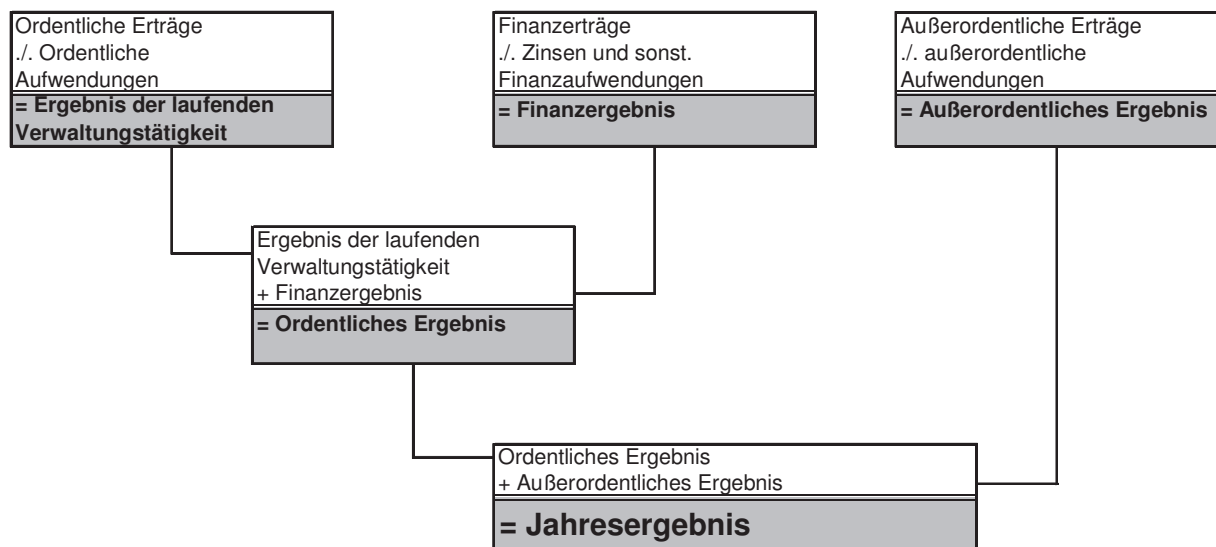 Ordentliche Erträge
./. Ordentliche
Aufwendungen
= Ergebnis der laufenden
Verwaltungstätigkeit
Finanzerträge
./. Zinsen und sonst.
Finanzaufwendungen
= Finanzergebnis
Außerordentliche Erträge
./. außerordentliche
Aufwendungen
= Außerordentliches Ergebnis
Ergebnis der laufenden
Verwaltungstätigkeit
+ Finanzergebnis
= Ordentliches Ergebnis
Ordentliches Ergebnis
+ Außerordentliches Ergebnis
= Jahresergebnis